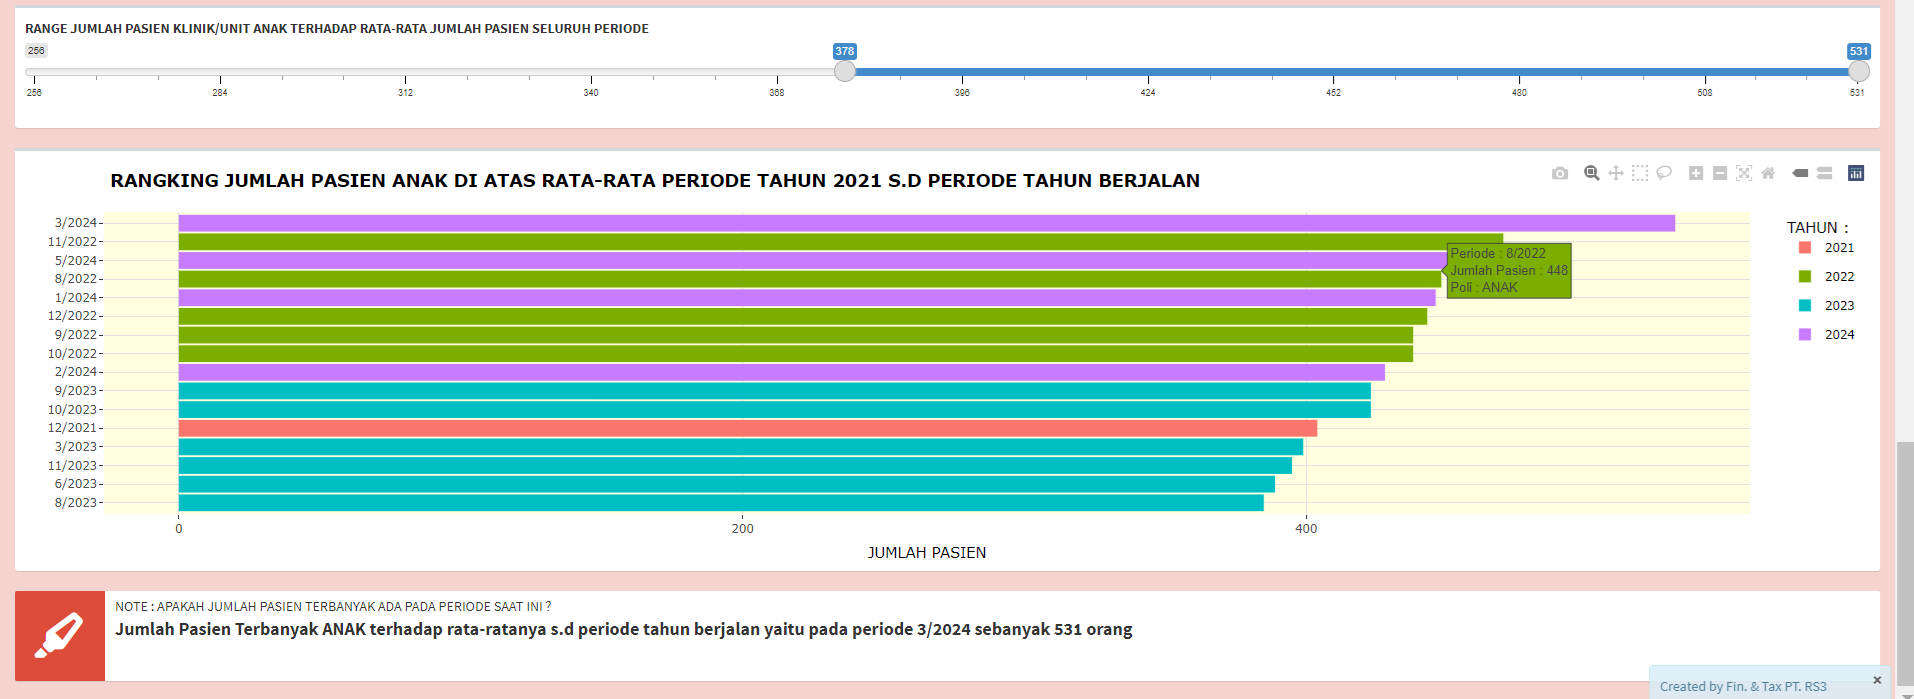 RANGE JUMLAH PASIEN KLINIK/UNIT ANAK TERHADAP RATA-RATA JUMLAH PASIEN SELURUH PERIODE
256 378 531
256 284 312 340 368 396 424 452 480 508 531
RANGKING JUMLAH PASIEN ANAK DI ATAS RATA-RATA PERIODE TAHUN 2021 S.D PERIODE TAHUN BERJALAN
3/2024
11/2022
5/2024
8/2022
1/2024
12/2022
9/2022
10/2022
2/2024
9/2023
10/2023
12/2021
3/2023
11/2023
6/2023
8/2023
Periode : 8/2022
Jumlah Pasien : 448
Poli : ANAK
TAHUN :
2021
2022
2023
2024
0 200 400
JUMLAH PASIEN
NOTE : APAKAH JUMLAH PASIEN TERBANYAK ADA PADA PERIODE SAAT INI ?
Jumlah Pasien Terbanyak ANAK terhadap rata-ratanya s.d periode tahun berjalan yaitu pada periode 3/2024 sebanyak 531 orang
Created by Fin. & Tax PT. RS3 ×